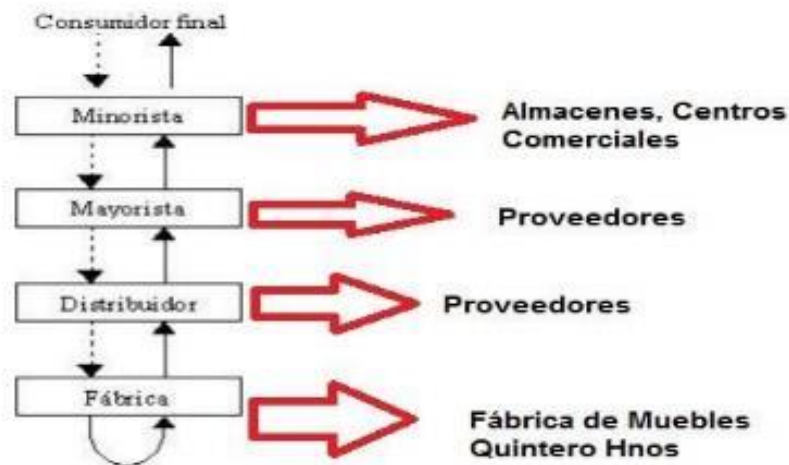 Consumidor final
Minorista
Almacenes, Centros
Comerciales
Mayorista
Proveedores
Distribuidor
Proveedores
Fábrica
Fábrica de Muebles
Quintero Hnos